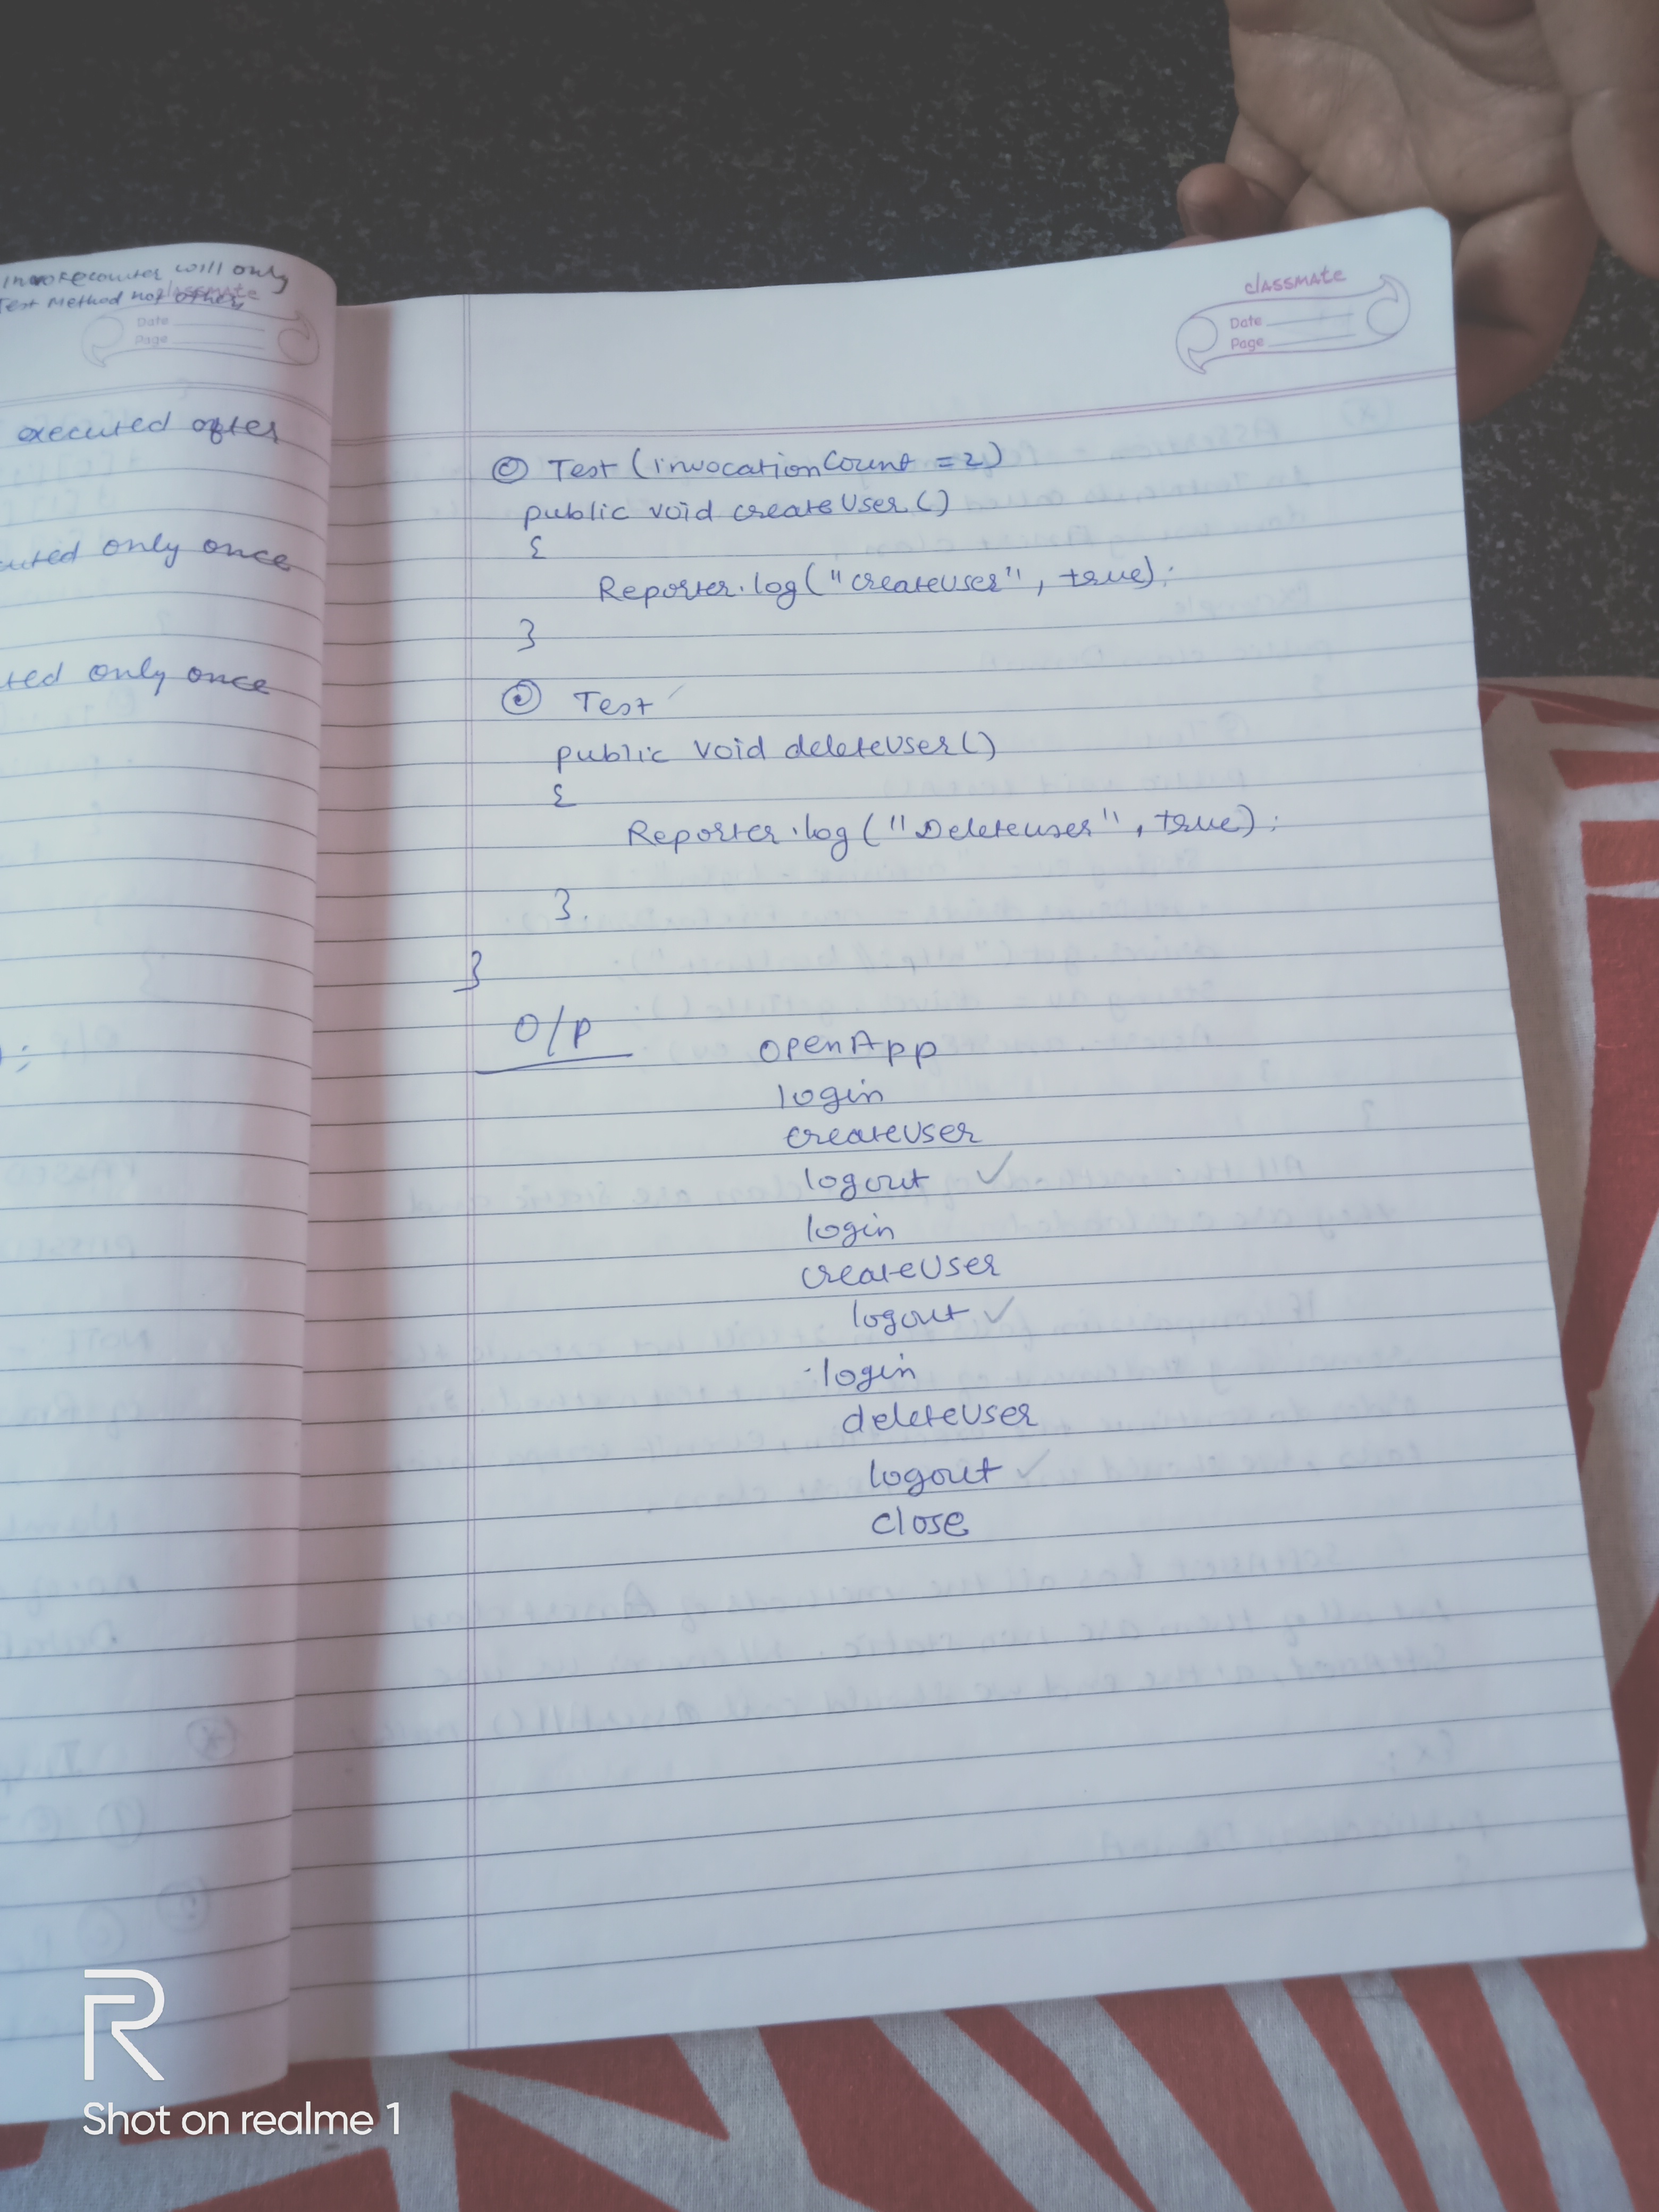 invokecounter will only
Test Method not other
classmate
Date
Page
executed after
uted only once
ted only once
);
classmate
Date
Page
@ Test (invocationCount = 2)
public void createUser()
{
Reporter.log("createUser", true);
}
@ Test
public void deleteUser()
{
Reporter.log("Deleteuser", true);
}.
}
O/P
openApp
login
createUser
logout ✓
login
createUser
logout ✓
login
deleteUser
logout ✓
close
R
Shot on realme 1